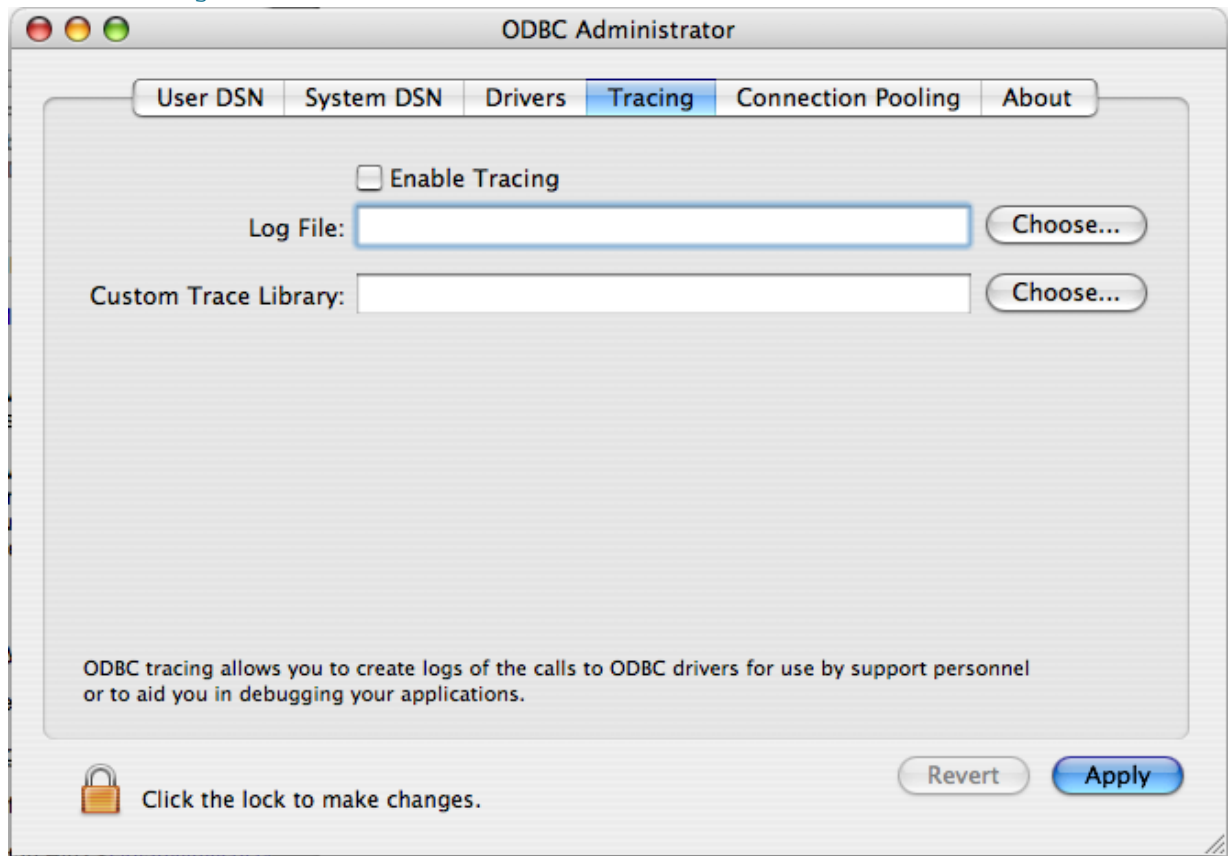 ODBC Administrator
User DSN System DSN Drivers Tracing Connection Pooling About
Enable Tracing
Log File: Choose...
Custom Trace Library: Choose...
ODBC tracing allows you to create logs of the calls to ODBC drivers for use by support personnel
or to aid you in debugging your applications.
Click the lock to make changes.
Revert Apply